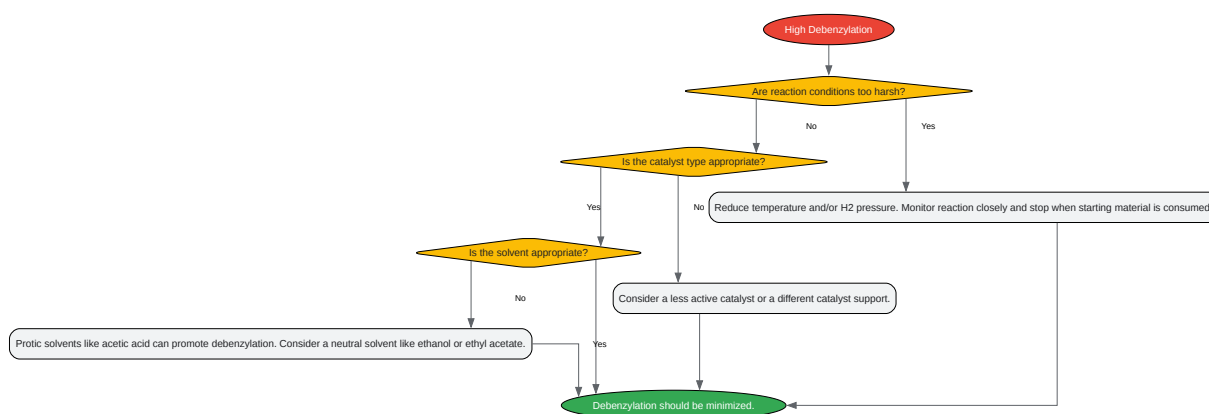 High Debenzylation
Are reaction conditions too harsh?
No
Yes
Is the catalyst type appropriate?
Yes
No
Reduce temperature and/or H2 pressure. Monitor reaction closely and stop when starting material is consumed
Is the solvent appropriate?
No
Consider a less active catalyst or a different catalyst support.
Protic solvents like acetic acid can promote debenzylation. Consider a neutral solvent like ethanol or ethyl acetate.
Yes
Debenzylation should be minimized.